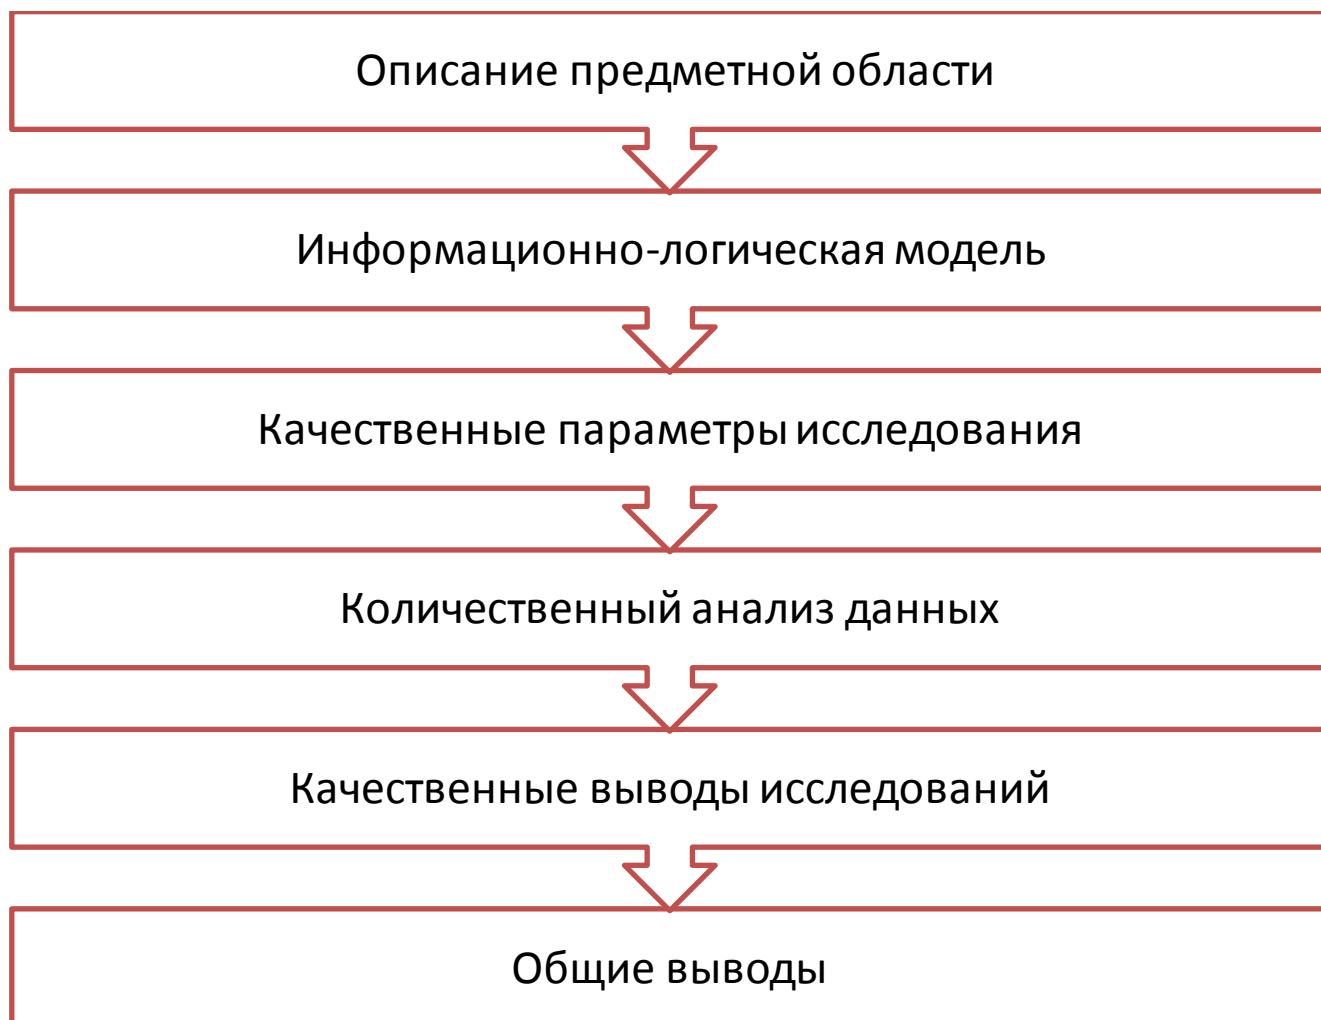 Описание предметной области
Информационно-логическая модель
Качественные параметры исследования
Количественный анализ данных
Качественные выводы исследований
Общие выводы